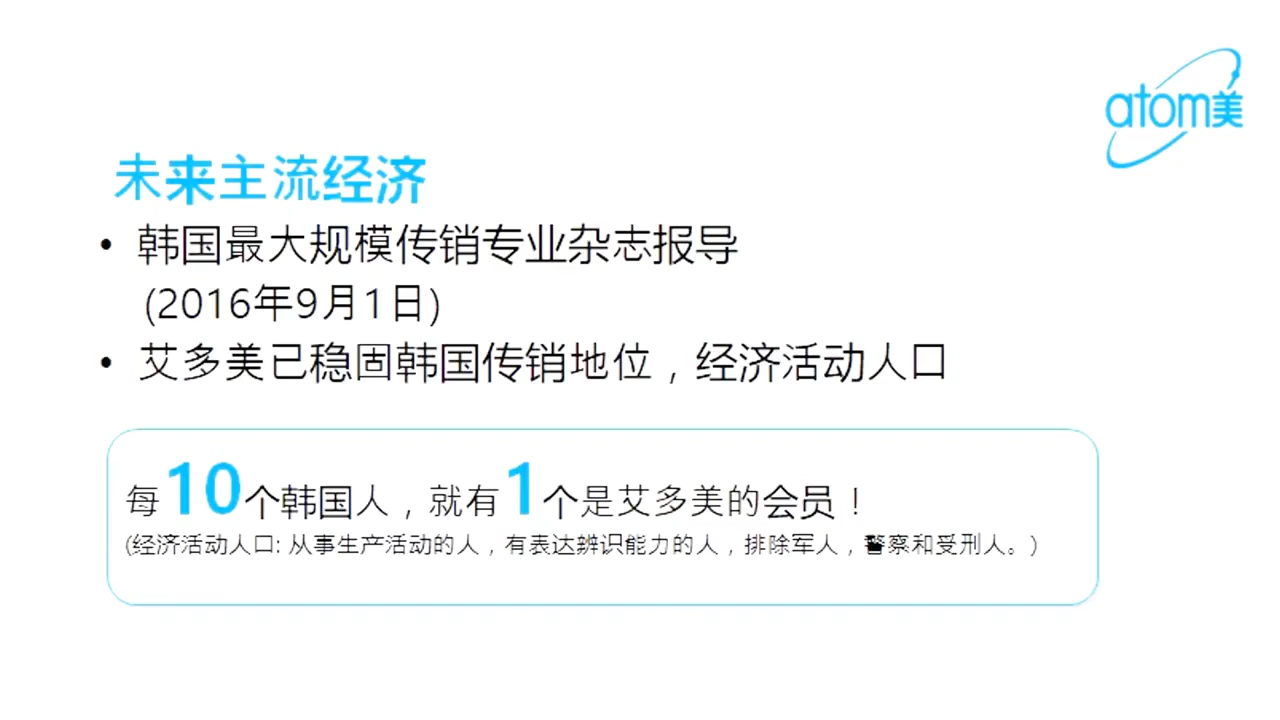 atom美
未来主流经济
• 韩国最大规模传销专业杂志报导
(2016年9月1日)
• 艾多美已稳固韩国传销地位，经济活动人口
每10个韩国人，就有1个是艾多美的会员！
(经济活动人口: 从事生产活动的人，有表达辨识能力的人，排除军人，警察和受刑人。)